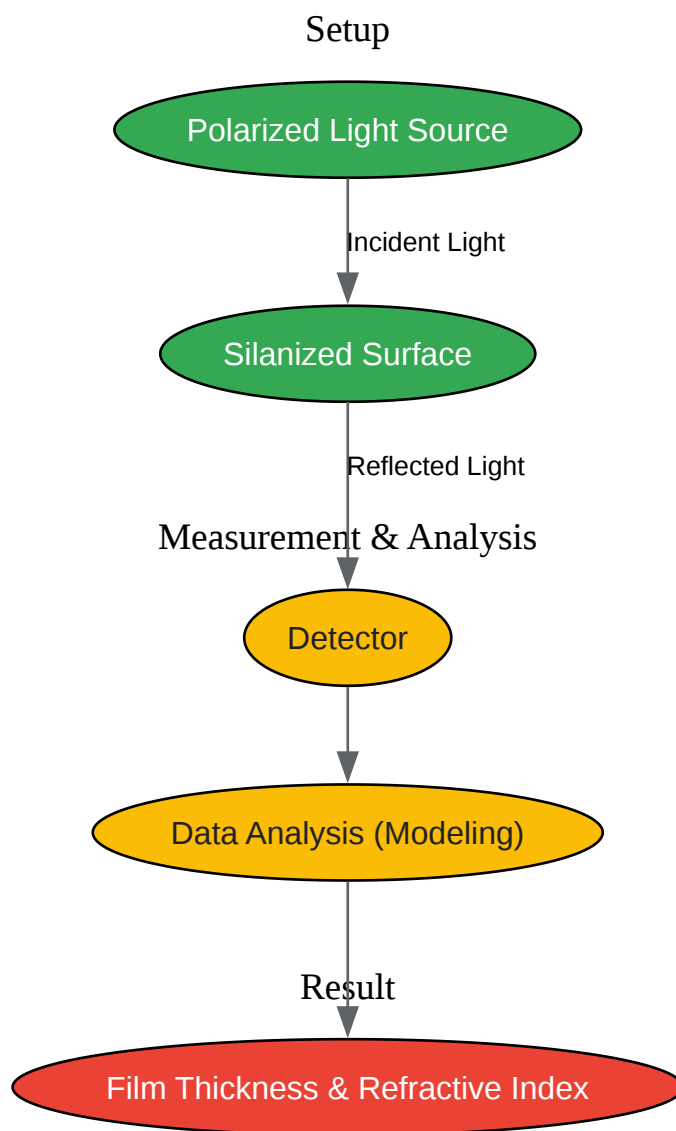 Setup
Polarized Light Source
Incident Light
Silanized Surface
Reflected Light
Measurement & Analysis
Detector
Data Analysis (Modeling)
Result
Film Thickness & Refractive Index